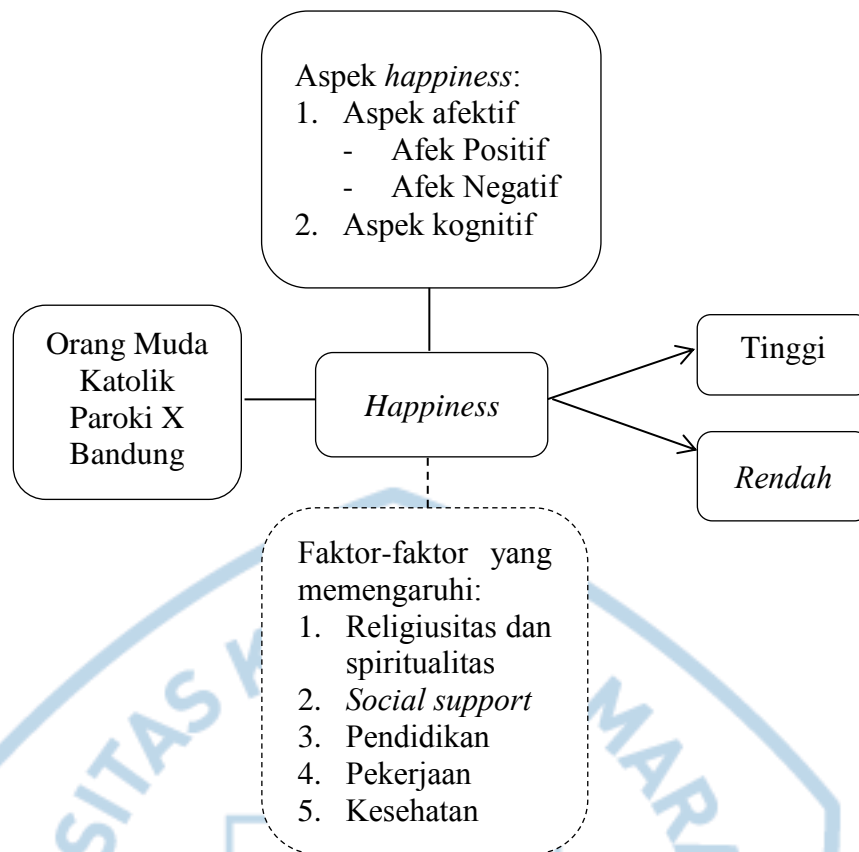 Aspek happiness:
1. Aspek afektif
- Afek Positif
- Afek Negatif
2. Aspek kognitif
Orang Muda
Katolik
Paroki X
Bandung
Happiness
Tinggi
Rendah
Faktor-faktor yang
memengaruhi:
1. Religiusitas dan
spiritualitas
2. Social support
3. Pendidikan
4. Pekerjaan
5. Kesehatan